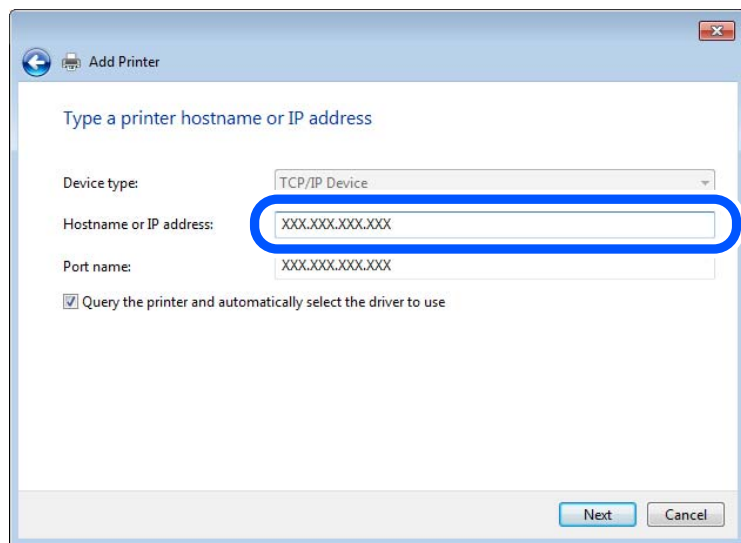 Add Printer
Type a printer hostname or IP address
Device type: TCP/IP Device
Hostname or IP address: XXX.XXX.XXX.XXX
Port name: XXX.XXX.XXX.XXX
Query the printer and automatically select the driver to use
Next Cancel